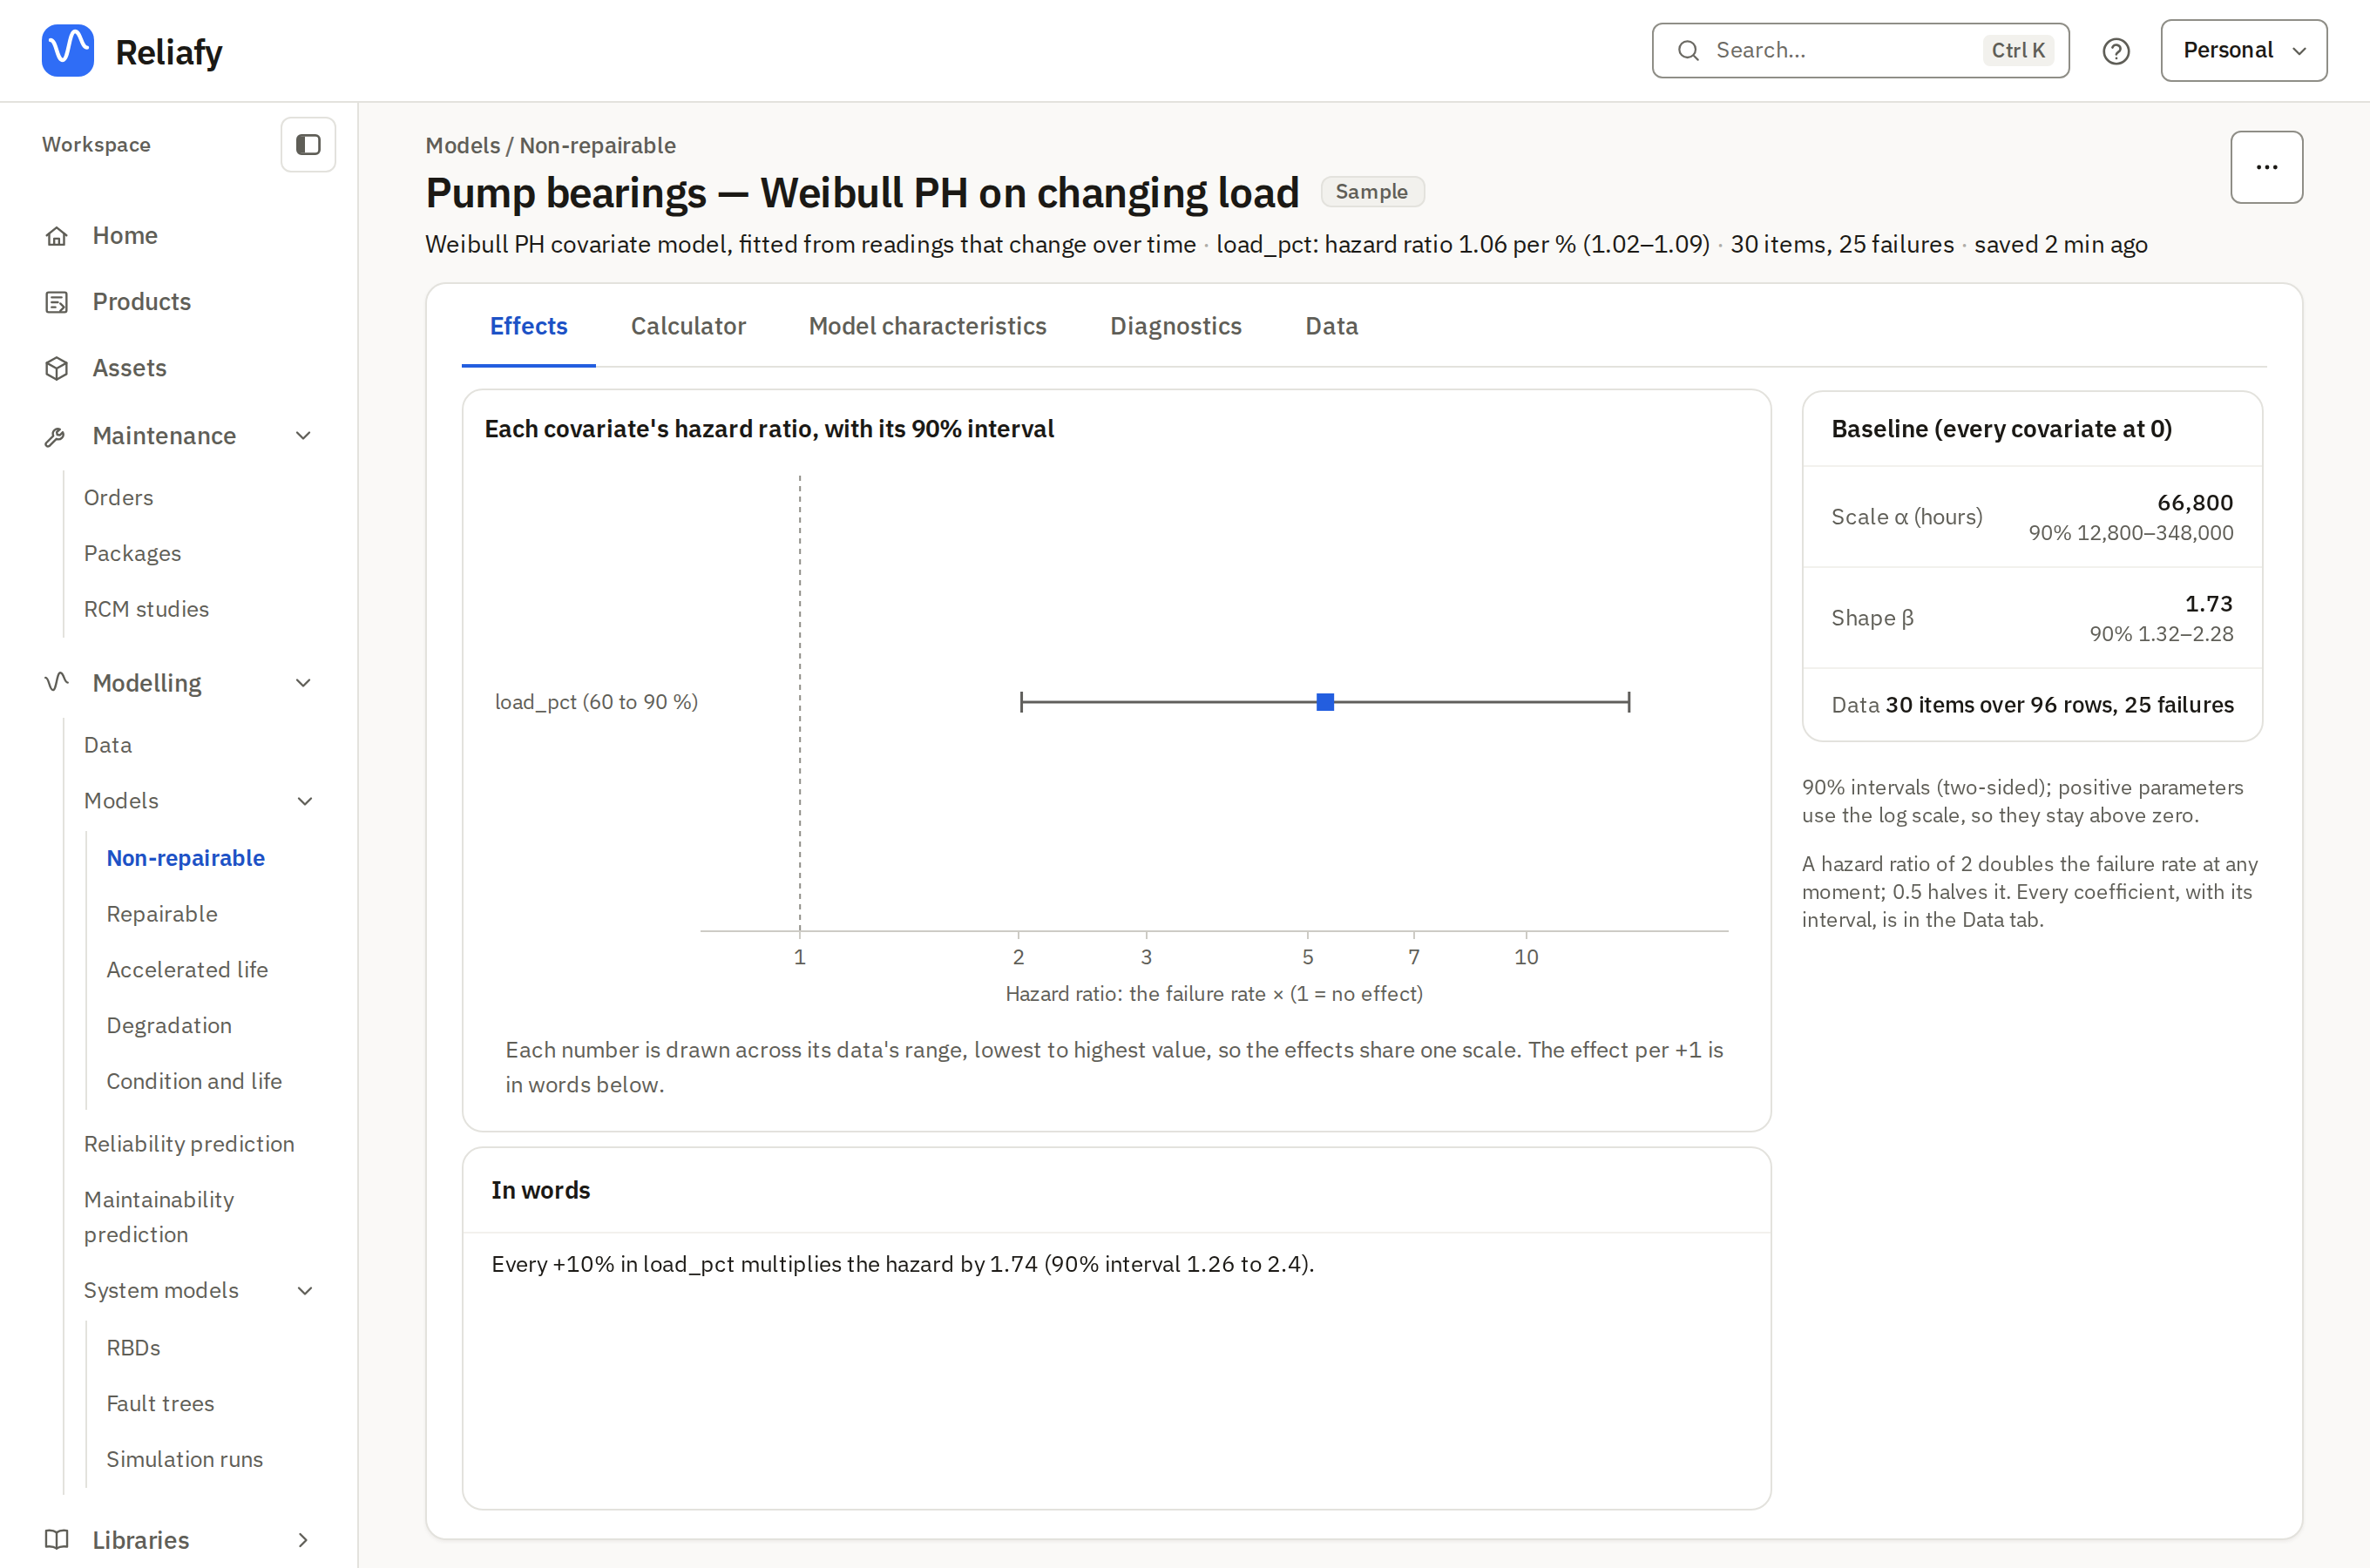 Reliafy
Search...
Ctrl K
Personal
Workspace
Home
Products
Assets
Maintenance
Orders
Packages
RCM studies
Modelling
Data
Models
Non-repairable
Repairable
Accelerated life
Degradation
Condition and life
Reliability prediction
Maintainability
prediction
System models
RBDs
Fault trees
Simulation runs
Libraries
Models / Non-repairable
Pump bearings — Weibull PH on changing load
Sample
Weibull PH covariate model, fitted from readings that change over time · load_pct: hazard ratio 1.06 per % (1.02–1.09) · 30 items, 25 failures · saved 2 min ago
Effects
Calculator
Model characteristics
Diagnostics
Data
Each covariate's hazard ratio, with its 90% interval
load_pct (60 to 90 %)
1 2 3 5 7 10
Hazard ratio: the failure rate × (1 = no effect)
Each number is drawn across its data's range, lowest to highest value, so the effects share one scale. The effect per +1 is
in words below.
In words
Every +10% in load_pct multiplies the hazard by 1.74 (90% interval 1.26 to 2.4).
Baseline (every covariate at 0)
Scale α (hours)
66,800
90% 12,800–348,000
Shape β
1.73
90% 1.32–2.28
Data 30 items over 96 rows, 25 failures
90% intervals (two-sided); positive parameters
use the log scale, so they stay above zero.
A hazard ratio of 2 doubles the failure rate at any
moment; 0.5 halves it. Every coefficient, with its
interval, is in the Data tab.